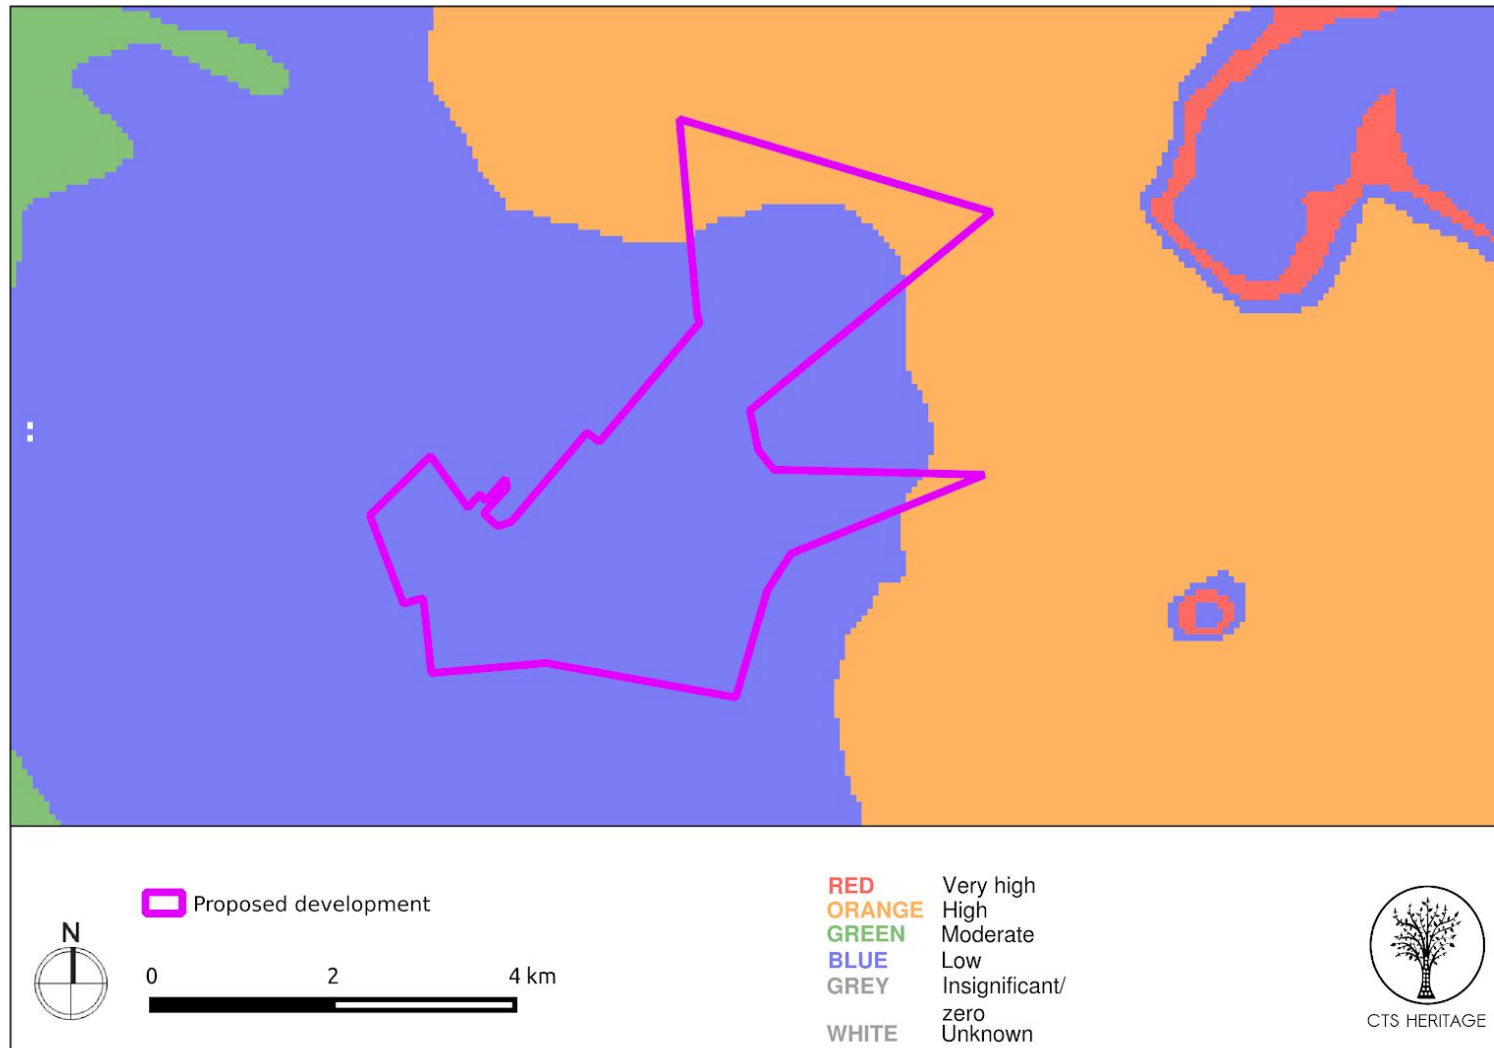 Proposed development
N
0 2 4 km
RED Very high
ORANGE High
GREEN Moderate
BLUE Low
GREY Insignificant/
zero
WHITE Unknown
CTS HERITAGE